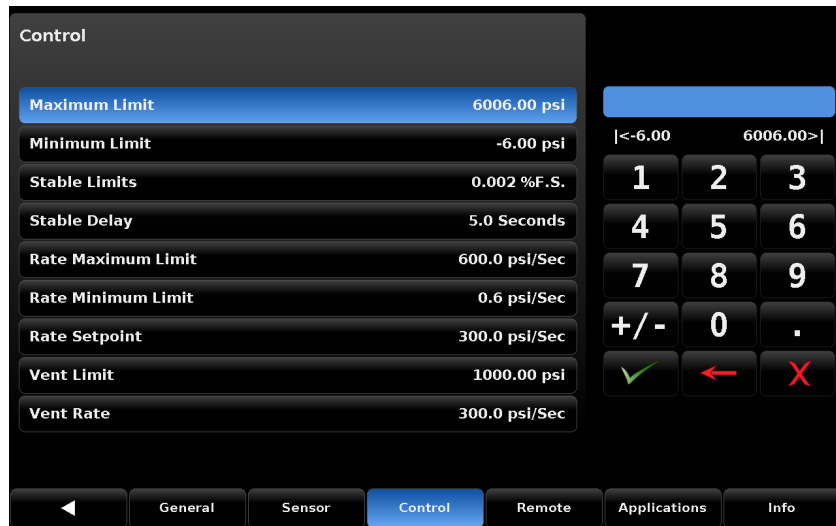 Control
Maximum Limit 6006.00 psi
Minimum Limit -6.00 psi
Stable Limits 0.002 %F.S.
Stable Delay 5.0 Seconds
Rate Maximum Limit 600.0 psi/Sec
Rate Minimum Limit 0.6 psi/Sec
Rate Setpoint 300.0 psi/Sec
Vent Limit 1000.00 psi
Vent Rate 300.0 psi/Sec
|<-6.00 6006.00>|
1 2 3
4 5 6
7 8 9
+/- 0 .
X
General Sensor Control Remote Applications Info